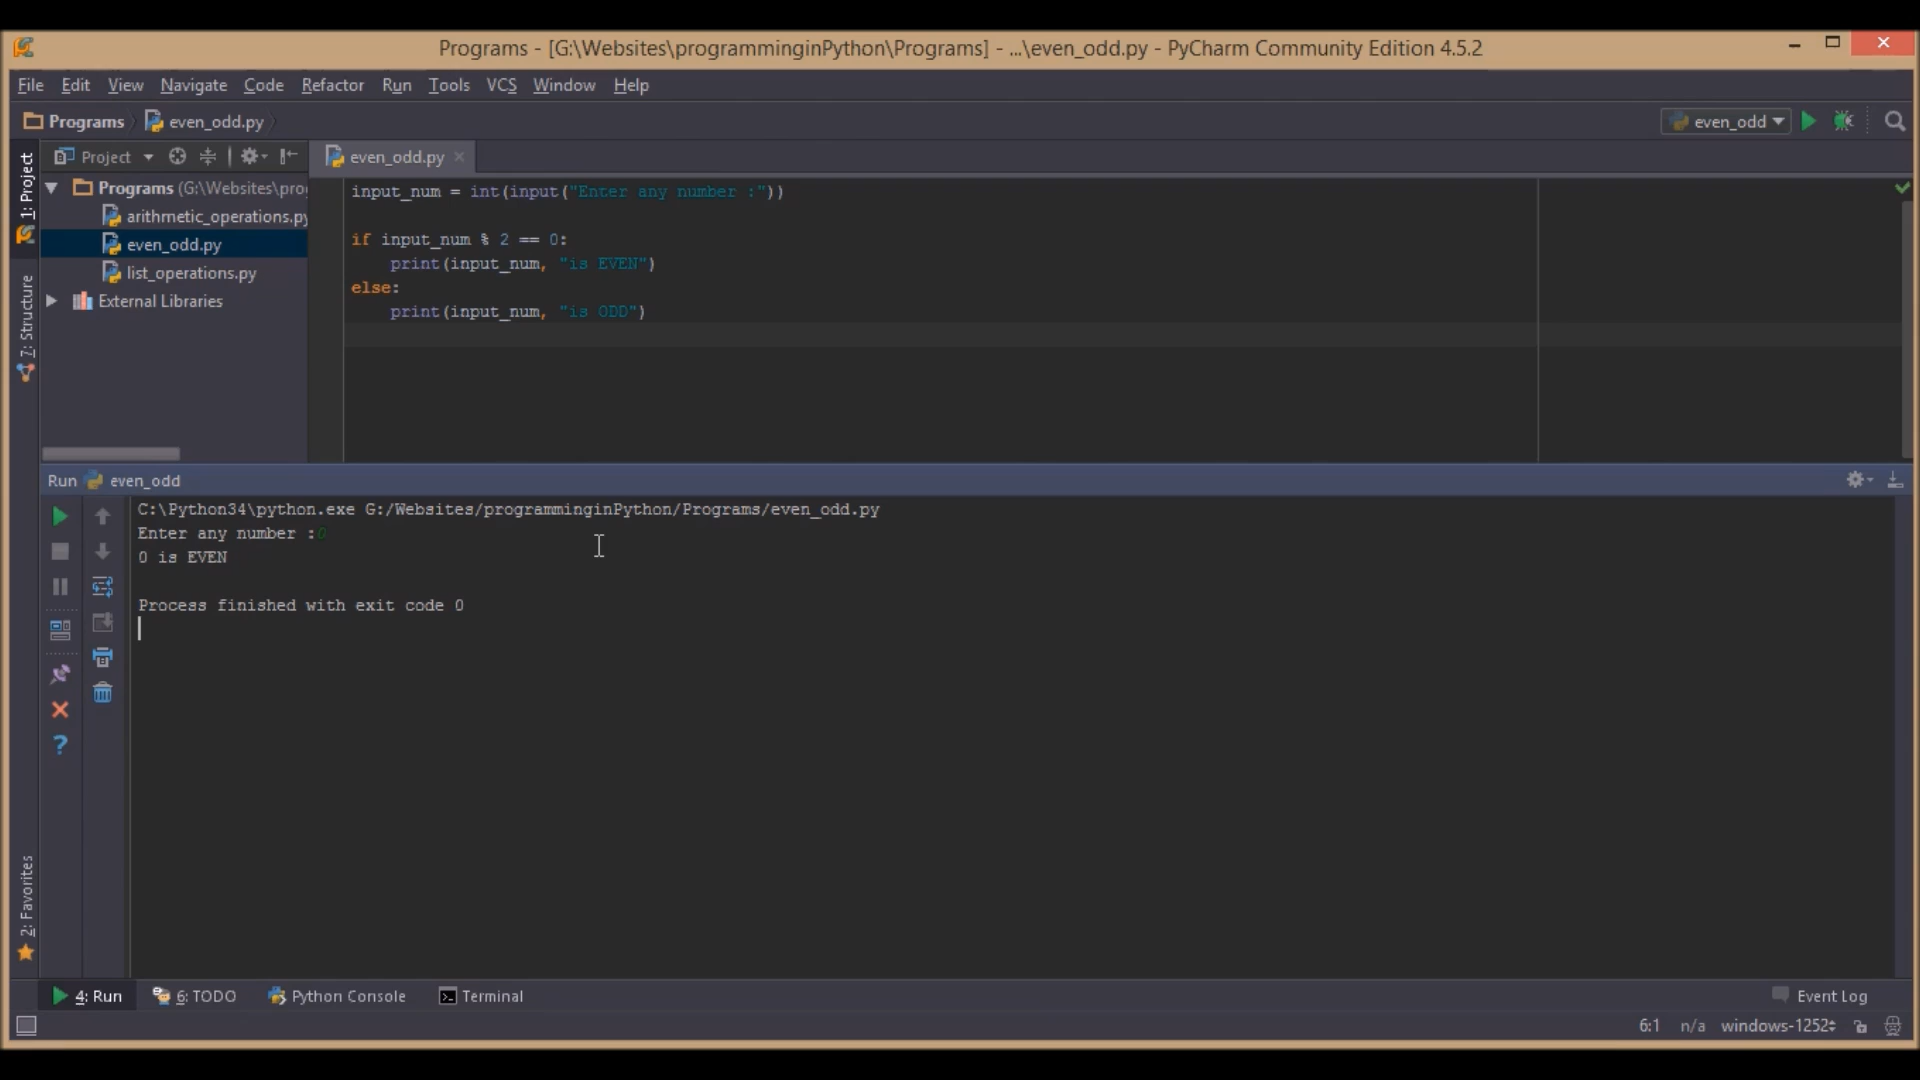 Programs - [G:\Websites\programminginPython\Programs] - ...\even_odd.py - PyCharm Community Edition 4.5.2
File Edit View Navigate Code Refactor Run Tools VCS Window Help
Programs even_odd.py
even_odd
1: Project
7: Structure
2: Favorites
Project
Programs (G:\Websites\pro
arithmetic_operations.py
even_odd.py
list_operations.py
External Libraries
even_odd.py
input_num = int(input("Enter any number :"))
if input_num % 2 == 0:
    print(input_num, "is EVEN")
else:
    print(input_num, "is ODD")
Run even_odd
C:\Python34\python.exe G:/Websites/programminginPython/Programs/even_odd.py
Enter any number :0
0 is EVEN
Process finished with exit code 0
4: Run 6: TODO Python Console Terminal
Event Log
6:1 n/a windows-1252